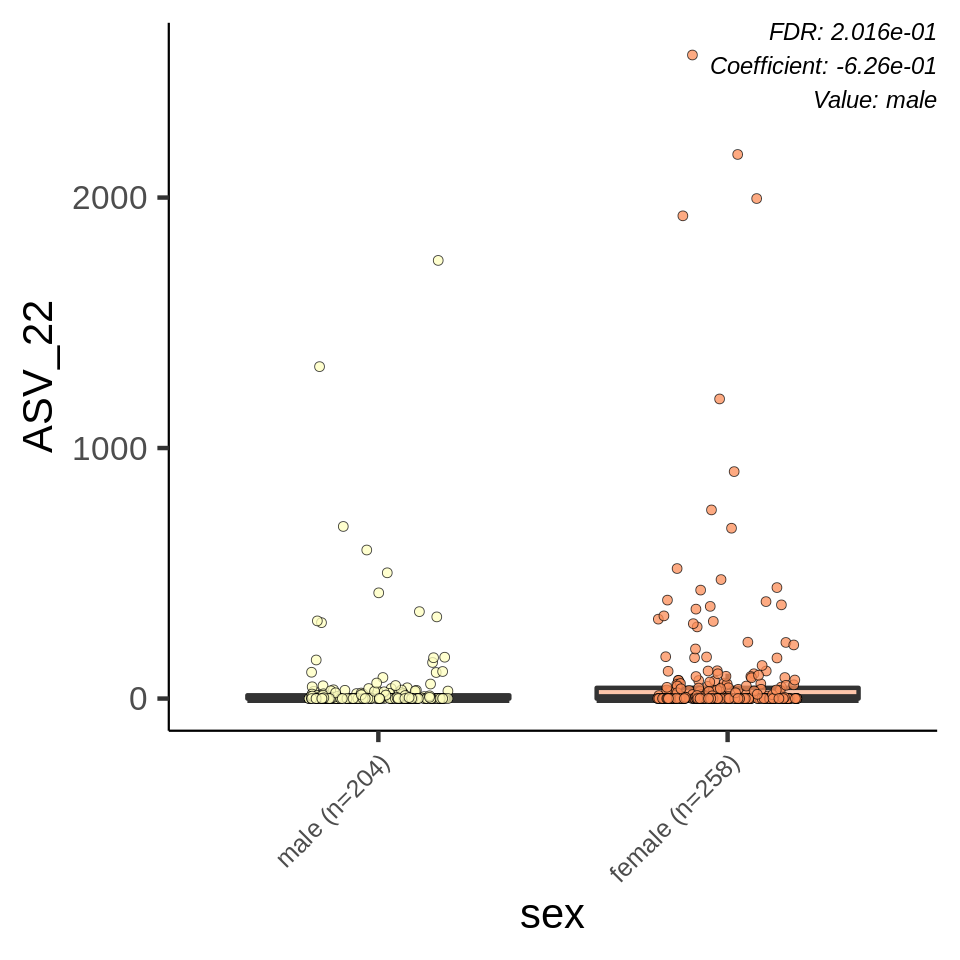 FDR: 2.016e-01
Coefficient: -6.26e-01
Value: male
2000
1000
0
ASV_22
male (n=204)
female (n=258)
sex